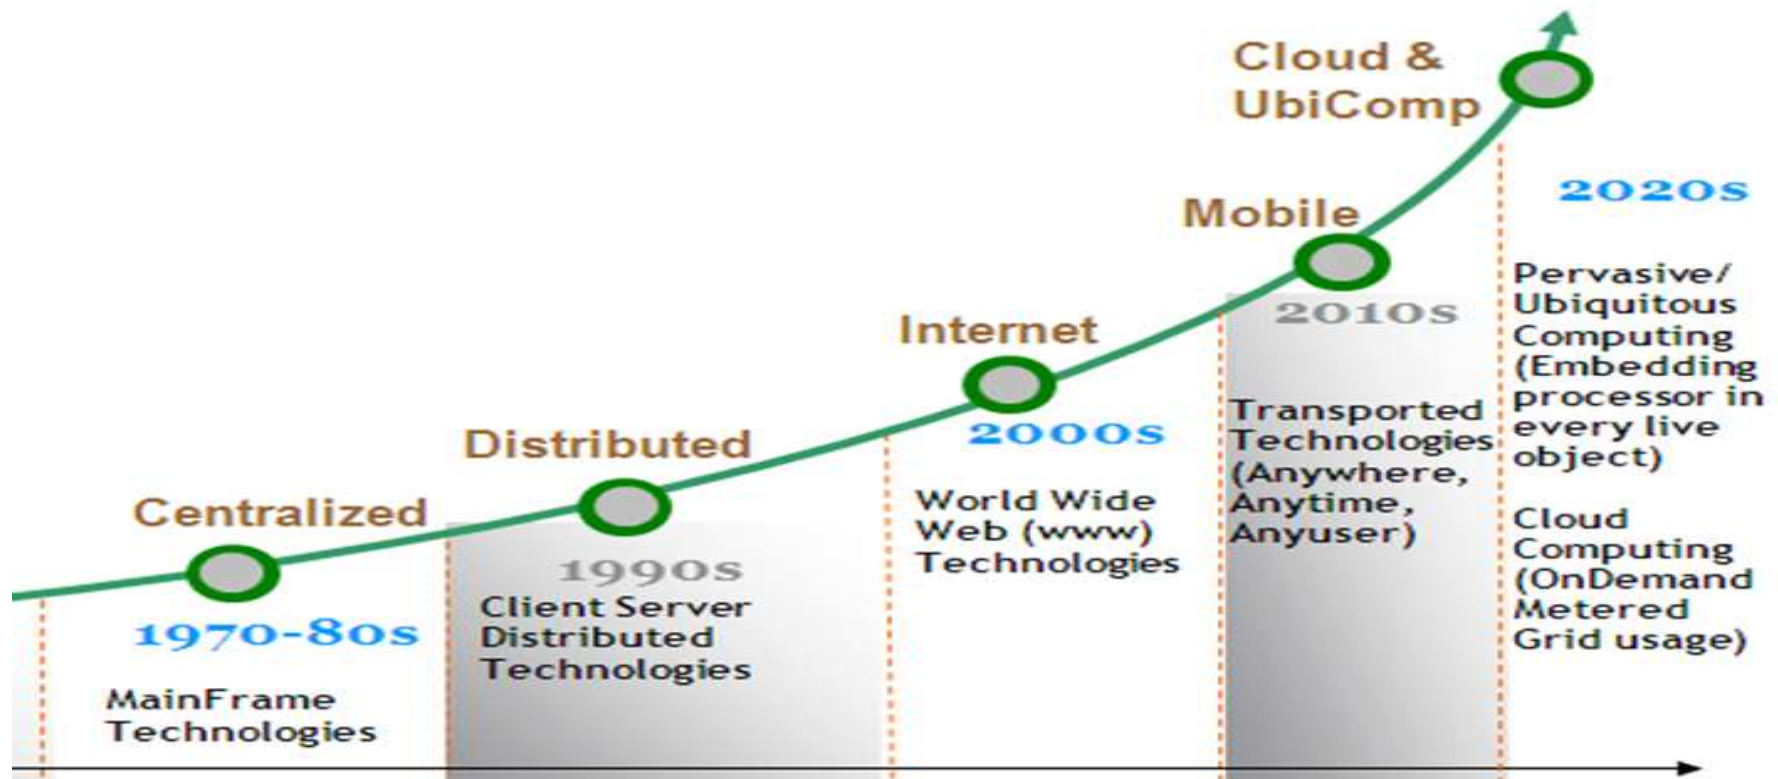 Centralized
1970-80s
MainFrame
Technologies
Distributed
1990s
Client Server
Distributed
Technologies
Internet
2000s
World Wide
Web (www)
Technologies
Mobile
2010s
Transported
Technologies
(Anywhere,
Anytime,
Anyuser)
Cloud &
UbiComp
2020s
Pervasive/
Ubiquitous
Computing
(Embedding
processor in
every live
object)
Cloud
Computing
(OnDemand
Metered
Grid usage)